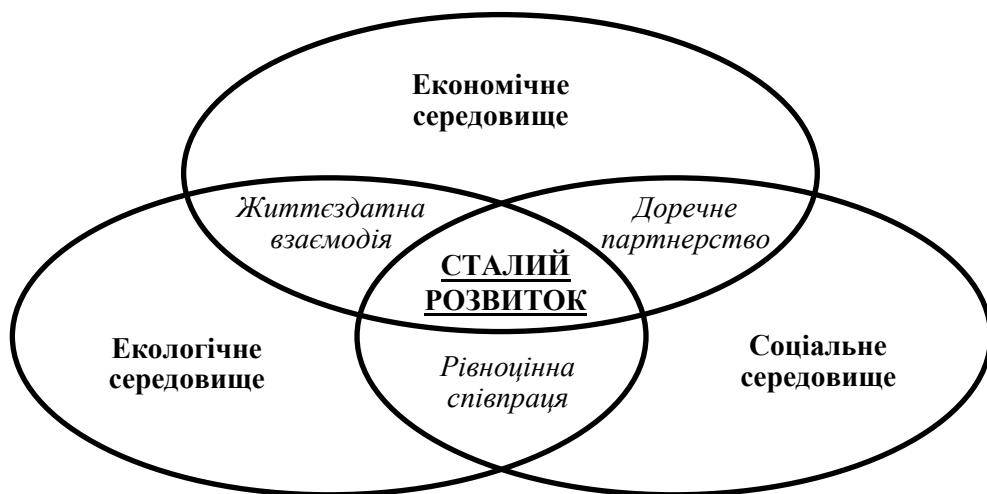 Економічне
середовище
Життєздатна
взаємодія
Доречне
партнерство
СТАЛИЙ
РОЗВИТОК
Екологічне
середовище
Рівноцінна
співпраця
Соціальне
середовище